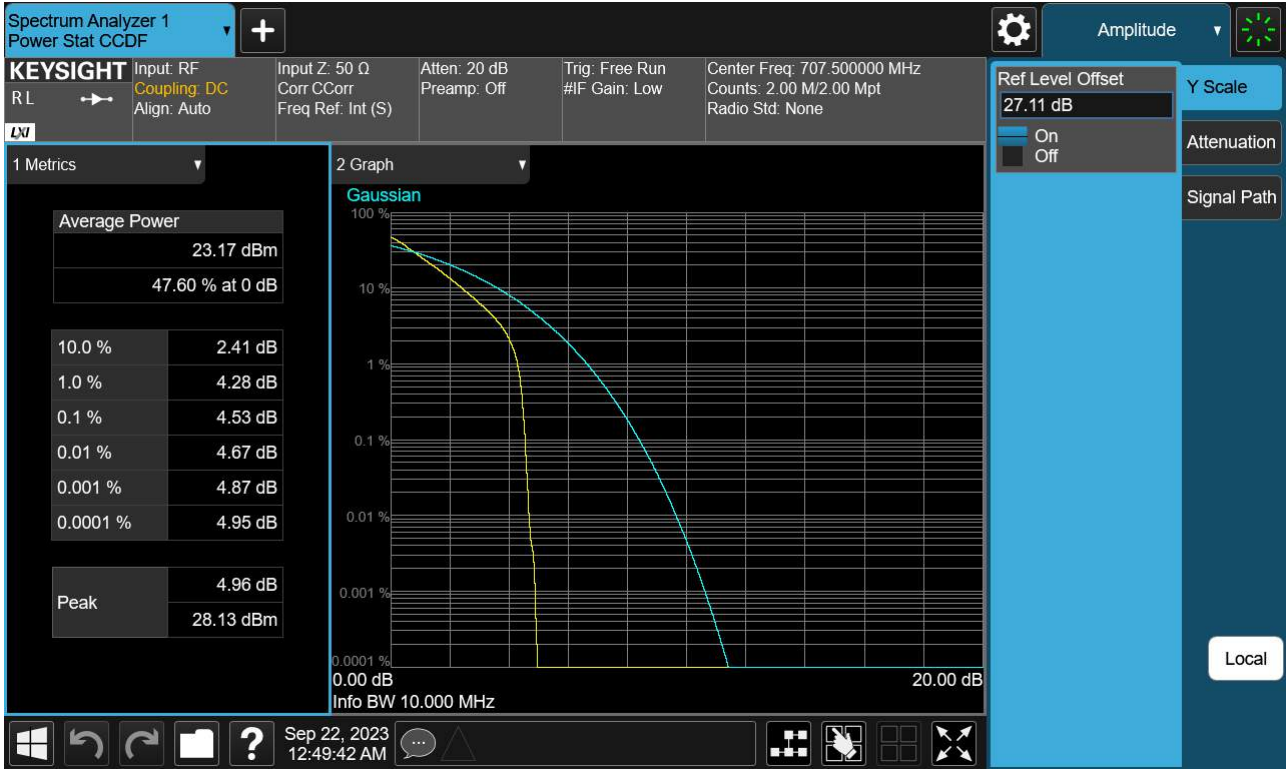 Spectrum Analyzer 1
Power Stat CCDF
Amplitude
KEYSIGHT
RL
LXI
Input: RF
Coupling: DC
Align: Auto
Input Z: 50 Ω
Corr CCorr
Freq Ref: Int (S)
Atten: 20 dB
Preamp: Off
Trig: Free Run
#IF Gain: Low
Center Freq: 707.500000 MHz
Counts: 2.00 M/2.00 Mpt
Radio Std: None
Ref Level Offset
27.11 dB
On
Off
Y Scale
Attenuation
Signal Path
Local
1 Metrics
Average Power
23.17 dBm
47.60 % at 0 dB
10.0 % 2.41 dB
1.0 % 4.28 dB
0.1 % 4.53 dB
0.01 % 4.67 dB
0.001 % 4.87 dB
0.0001 % 4.95 dB
Peak 4.96 dB
28.13 dBm
2 Graph
Gaussian
100 %
10 %
1 %
0.1 %
0.01 %
0.001 %
0.0001 %
0.00 dB 20.00 dB
Info BW 10.000 MHz
?
Sep 22, 2023
12:49:42 AM